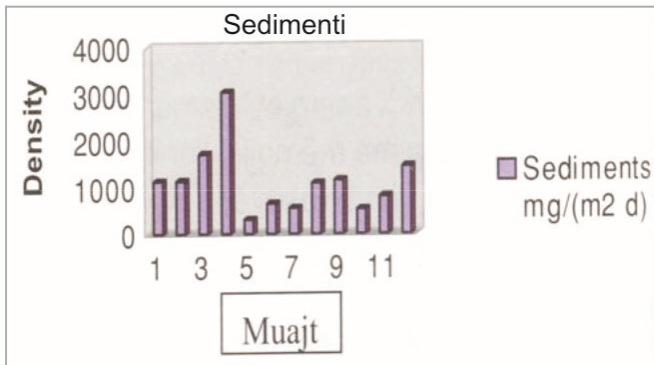 Sedimenti
4000
3000
2000
1000
0
Density
1 3 5 7 9 11
Muajt
Sediments
mg/(m2 d)